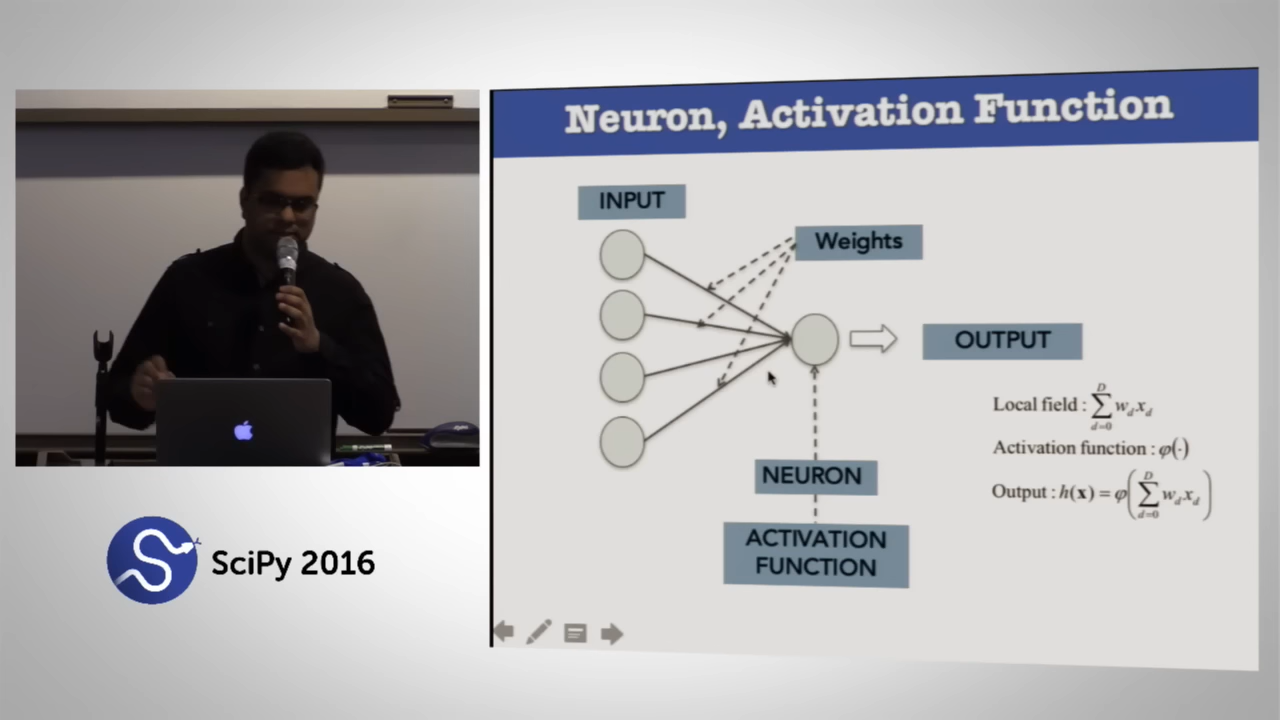 Neuron, Activation Function
INPUT
Weights
OUTPUT
Local field : ∑_{d=0}^{D} w_d x_d
Activation function : φ(·)
Output : h(x) = φ(∑_{d=0}^{D} w_d x_d)
NEURON
ACTIVATION
FUNCTION
SciPy 2016